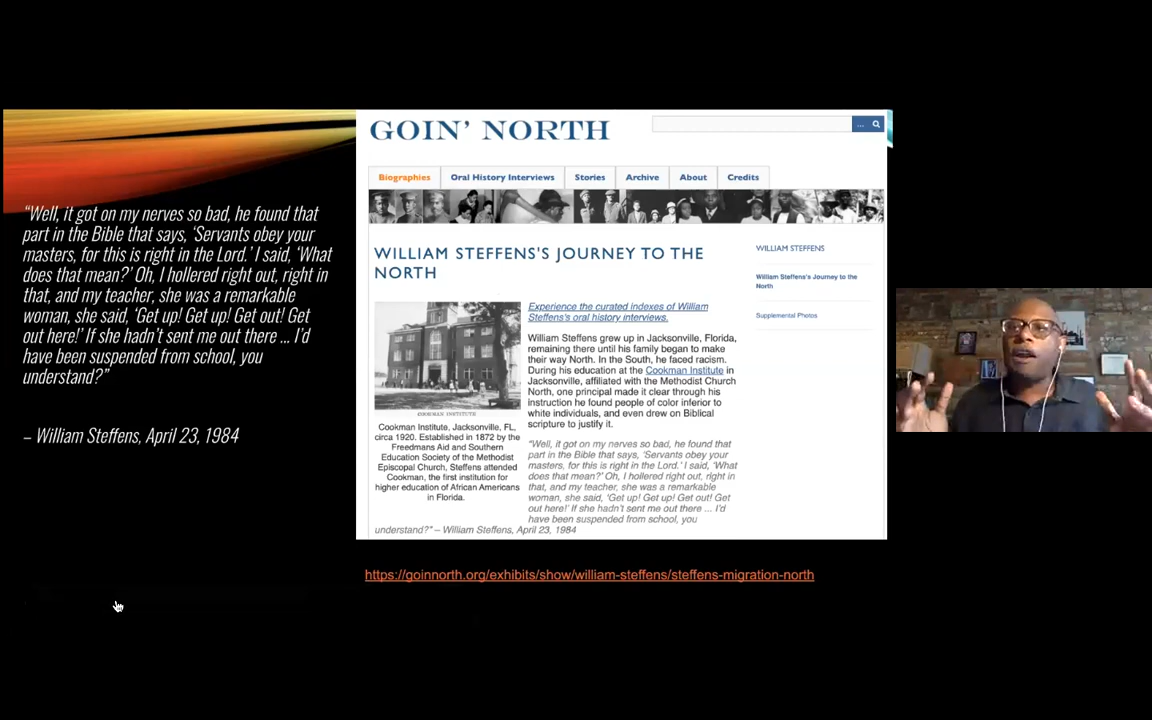 “Well, it got on my nerves so bad, he found that
part in the Bible that says, ‘Servants obey your
masters, for this is right in the Lord.’ I said, ‘What
does that mean?’ Oh, I hollered right out, right in
that, and my teacher, she was a remarkable
woman, she said, ‘Get up! Get up! Get out! Get
out here!’ If she hadn’t sent me out there ... I’d
have been suspended from school, you
understand?”
– William Steffens, April 23, 1984
GOIN’ NORTH
...
Biographies
Oral History Interviews
Stories
Archive
About
Credits
WILLIAM STEFFENS'S JOURNEY TO THE
NORTH
COOKMAN INSTITUTE
Cookman Institute, Jacksonville, FL,
circa 1920. Established in 1872 by the
Freedmans Aid and Southern
Education Society of the Methodist
Episcopal Church, Steffens attended
Cookman, the first institution for
higher education of African Americans
in Florida.
Experience the curated indexes of William
Steffens's oral history interviews.
William Steffens grew up in Jacksonville, Florida,
remaining there until his family began to make
their way North. In the South, he faced racism.
During his education at the Cookman Institute in
Jacksonville, affiliated with the Methodist Church
North, one principal made it clear through his
instruction he found people of color inferior to
white individuals, and even drew on Biblical
scripture to justify it.
"Well, it got on my nerves so bad, he found that
part in the Bible that says, 'Servants obey your
masters, for this is right in the Lord.' I said, 'What
does that mean?' Oh, I hollered right out, right in
that, and my teacher, she was a remarkable
woman, she said, 'Get up! Get up! Get out! Get
out here!' If she hadn't sent me out there ... I'd
have been suspended from school, you
understand?" – William Steffens, April 23, 1984
WILLIAM STEFFENS
William Steffens's Journey to the
North
Supplemental Photos
https://goinnorth.org/exhibits/show/william-steffens/steffens-migration-north